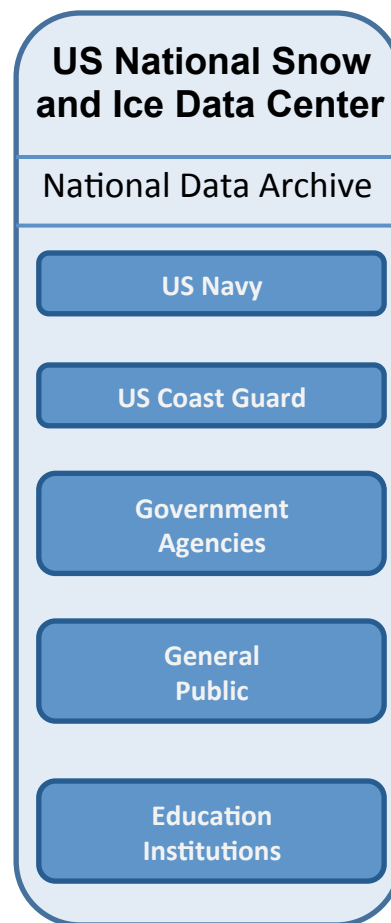 US National Snow
and Ice Data Center
National Data Archive
US Navy
US Coast Guard
Government
Agencies
General
Public
Education
Institutions